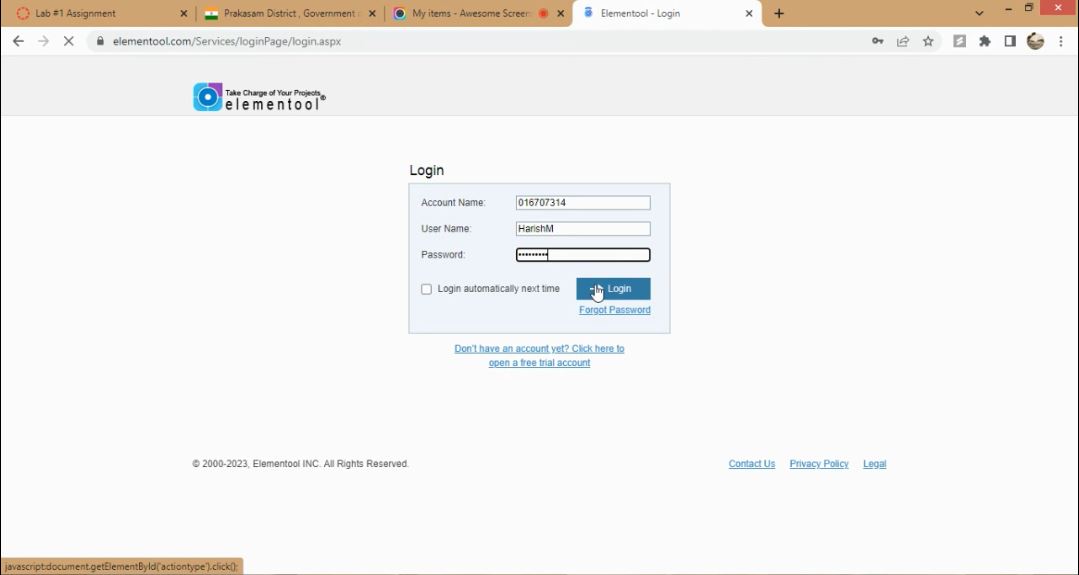 Lab #1 Assignment
Prakasam District , Government
My items - Awesome Screen
Elementool - Login
elementool.com/Services/loginPage/login.aspx
Take Charge of Your Projects
elementool®
Login
Account Name: 016707314
User Name: HarishM
Password: •••••••••
Login automatically next time
Login
Forgot Password
Don't have an account yet? Click here to
open a free trial account
© 2000-2023, Elementool INC. All Rights Reserved.
Contact Us Privacy Policy Legal
javascript:document.getElementById('actiontype').click();